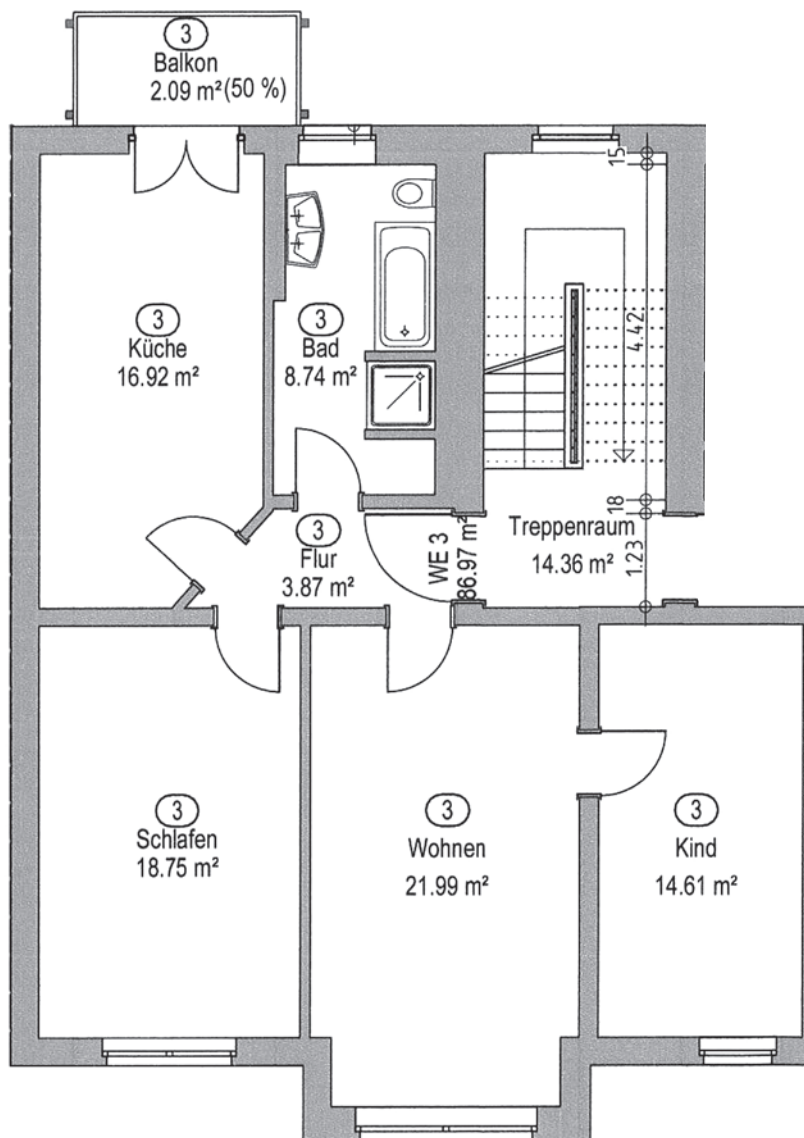 3
Balkon
2.09 m² (50 %)
15
3
Küche
16.92 m²
3
Bad
8.74 m²
4.42
18
3
Flur
3.87 m²
WE 3
86.97 m²
Treppenraum
14.36 m²
1.23
3
Schlafen
18.75 m²
3
Wohnen
21.99 m²
3
Kind
14.61 m²